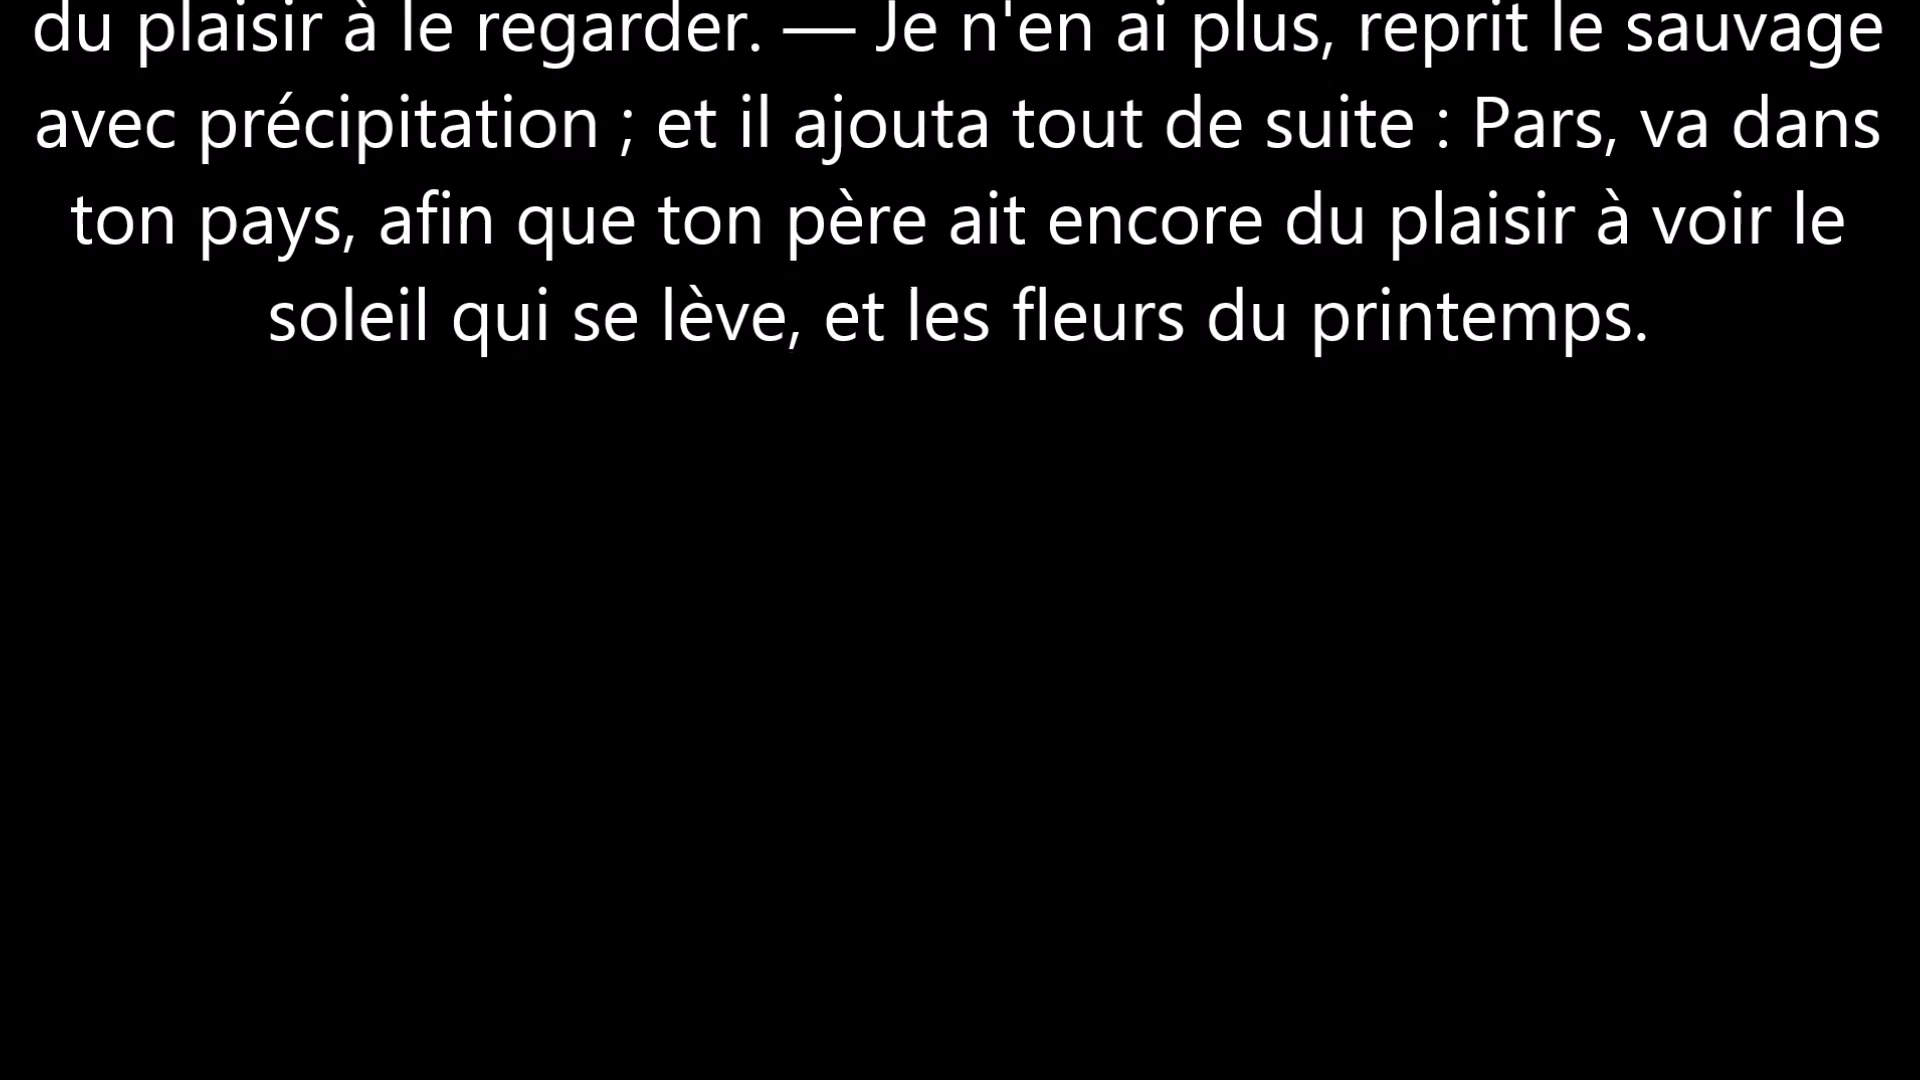 du plaisir à le regarder. — Je n'en ai plus, reprit le sauvage
avec précipitation ; et il ajouta tout de suite : Pars, va dans
ton pays, afin que ton père ait encore du plaisir à voir le
soleil qui se lève, et les fleurs du printemps.